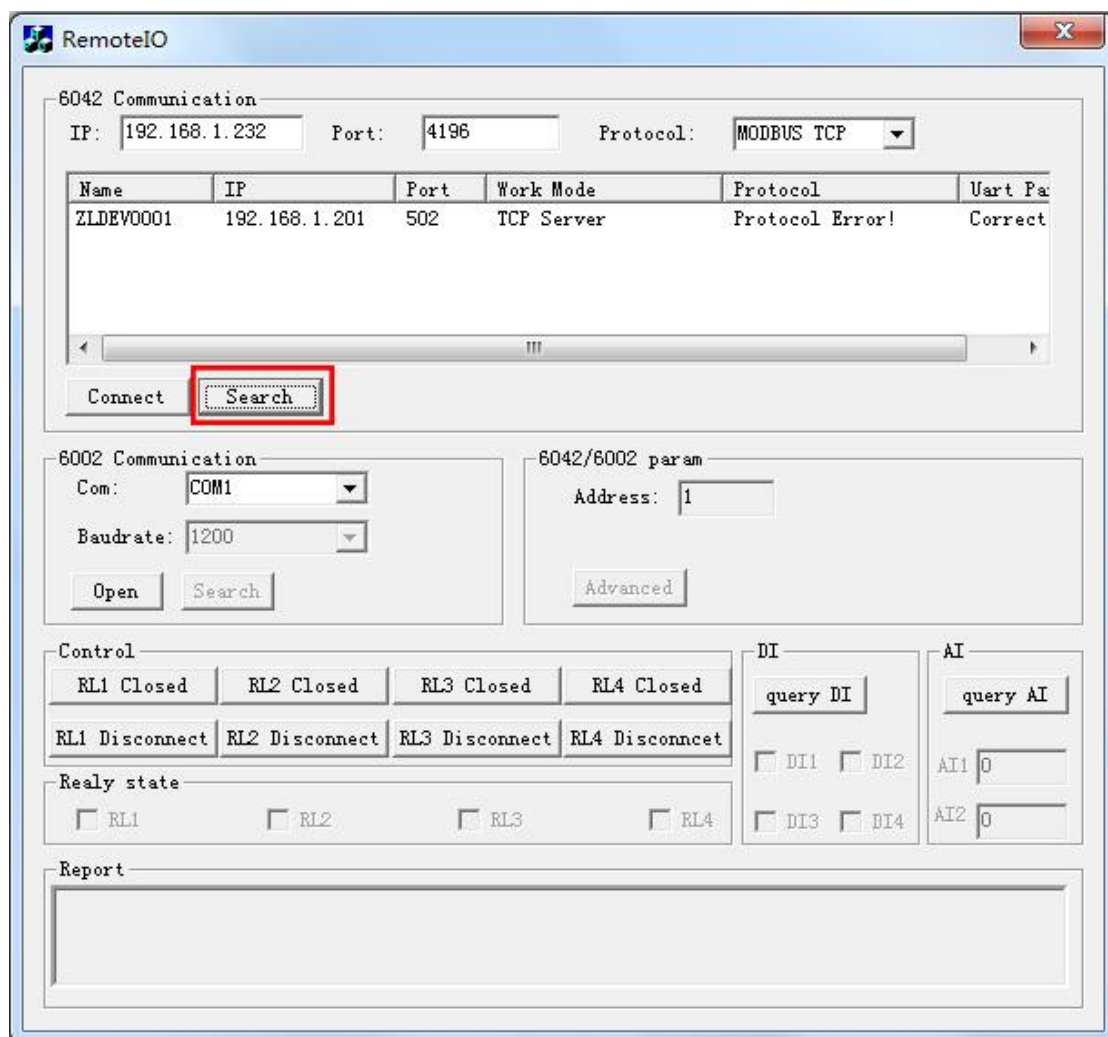 RemoteIO
6042 Communication
IP: 192.168.1.232 Port: 4196 Protocol: MODBUS TCP
Name IP Port Work Mode Protocol Uart Pa
ZLDEV0001 192.168.1.201 502 TCP Server Protocol Error! Correct
Connect Search
6002 Communication 6042/6002 param
Com: COM1 Address: 1
Baudrate: 1200
Open Search Advanced
Control DI AI
RL1 Closed RL2 Closed RL3 Closed RL4 Closed query DI query AI
RL1 Disconnect RL2 Disconnect RL3 Disconnect RL4 Disconncet
DI1 DI2 AI1 0
Realy state
RL1 RL2 RL3 RL4 DI3 DI4 AI2 0
Report